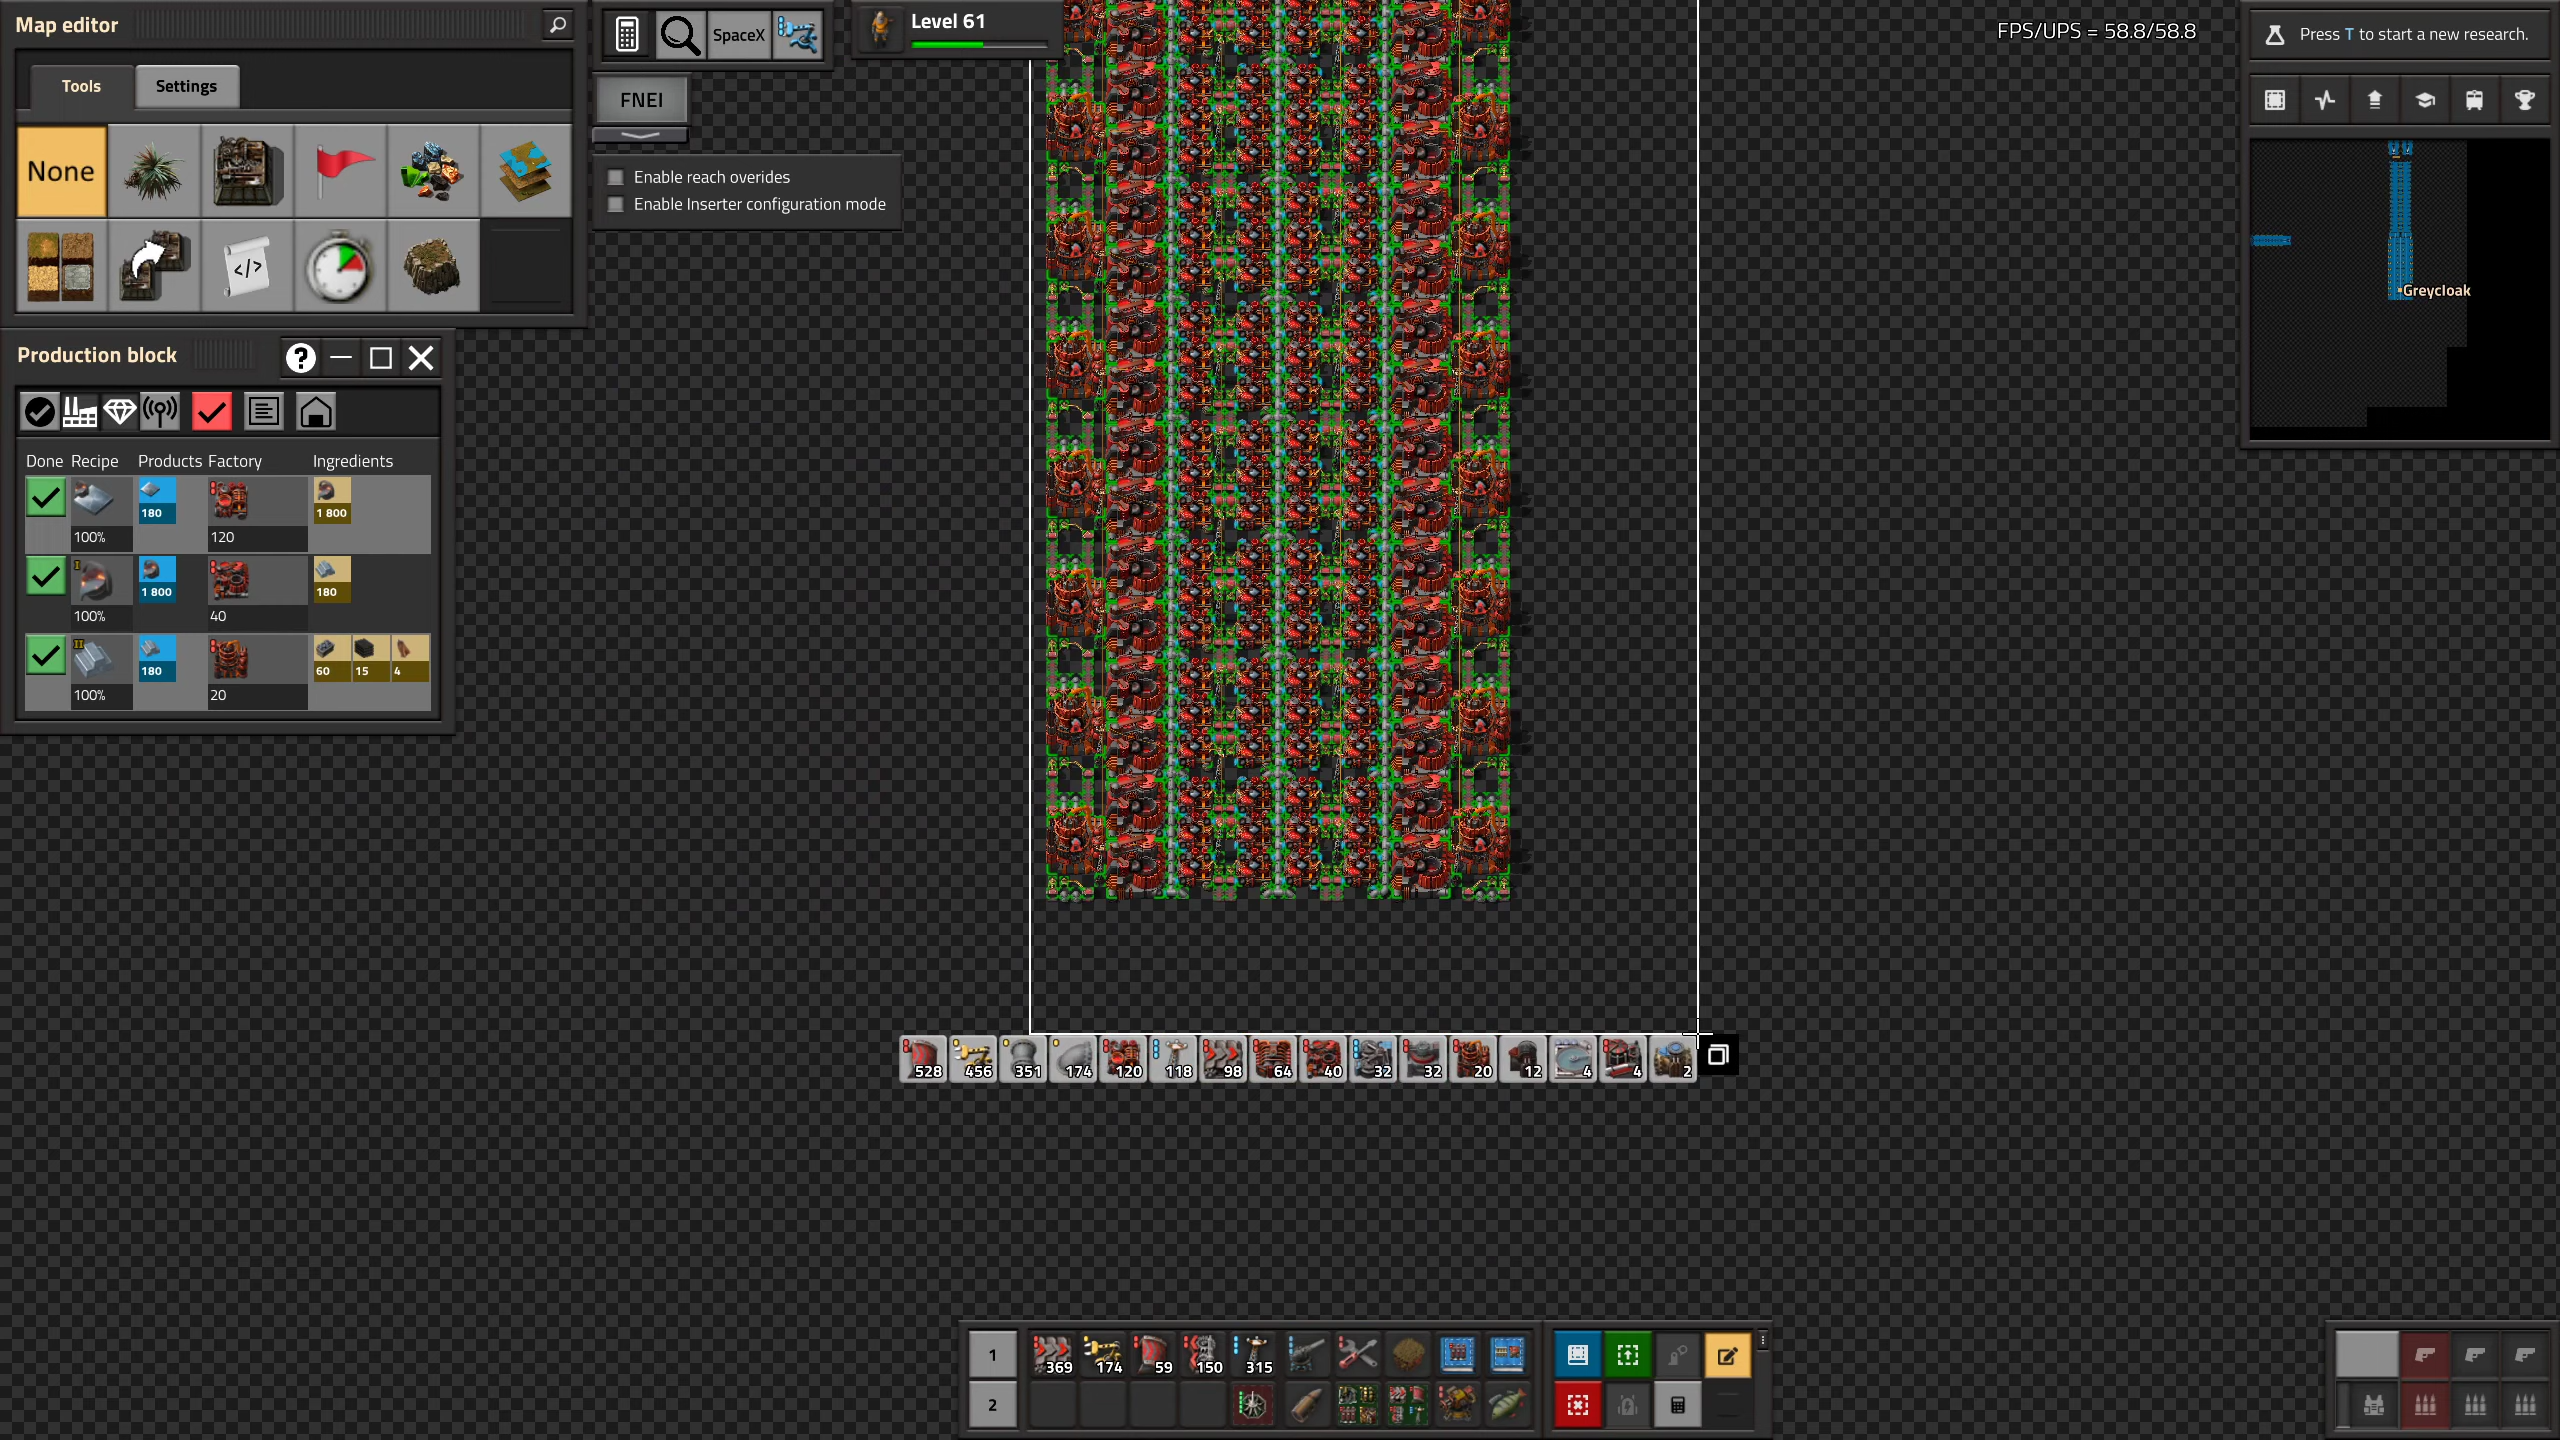 Map editor
Tools
Settings
None
SpaceX
Level 61
FPS/UPS = 58.8/58.8
Press T to start a new research.
FNEI
Enable reach overides
Enable Inserter configuration mode
Greycloak
Production block
Done Recipe Products Factory Ingredients
180
1 800
100%
120
I
1 800
180
100%
40
II
180
60
15
4
100%
20
528 456 351 174 120 118 98 64 40 32 32 20 12 4 4 2
1
369 174 59 150 315
2